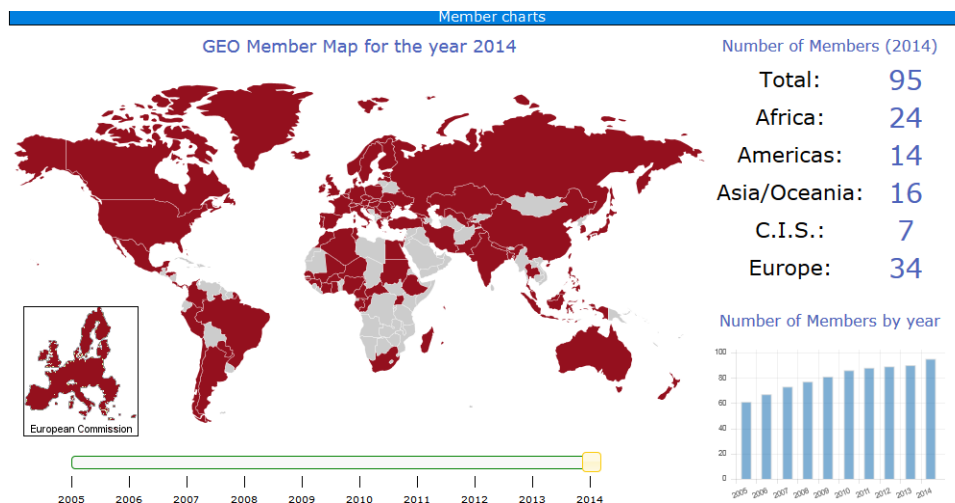 Member charts
GEO Member Map for the year 2014
European Commission
2005 2006 2007 2008 2009 2010 2011 2012 2013 2014
Number of Members (2014)
Total: 95
Africa: 24
Americas: 14
Asia/Oceania: 16
C.I.S.: 7
Europe: 34
Number of Members by year
100
80
60
40
20
0
2005 2006 2007 2008 2009 2010 2011 2012 2013 2014